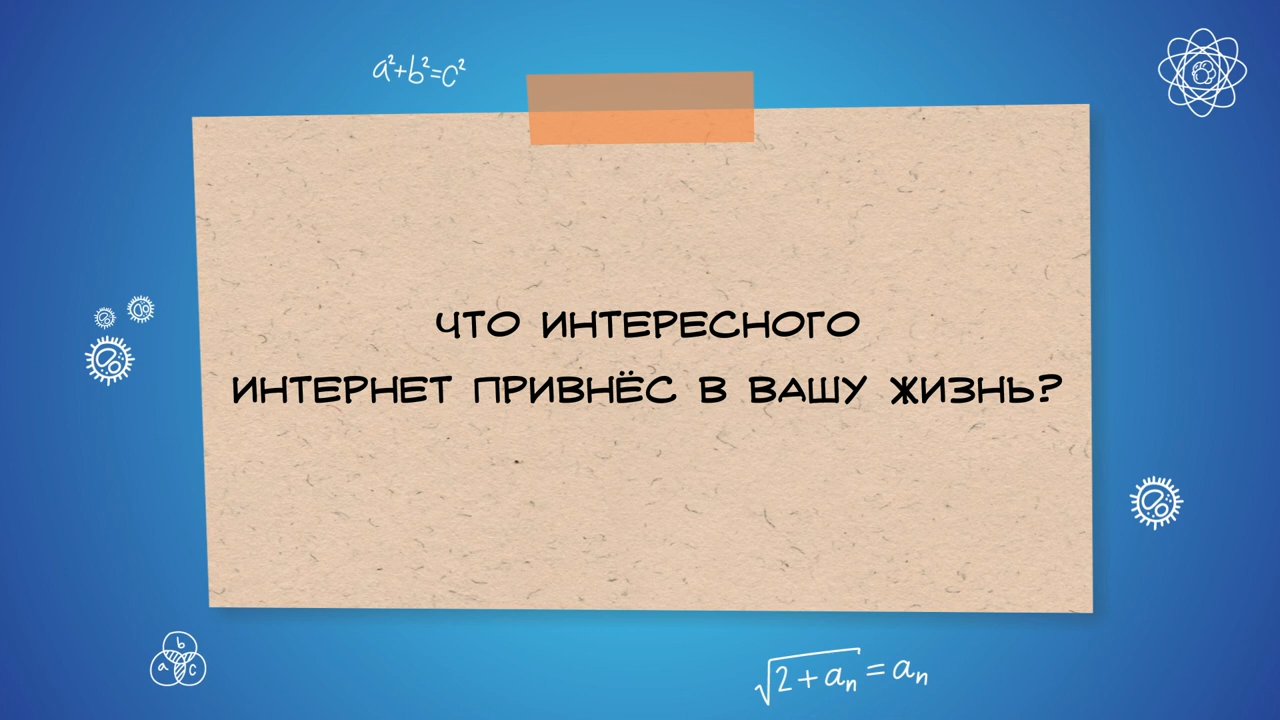 a²+b²=c²
ЧТО ИНТЕРЕСНОГО
ИНТЕРНЕТ ПРИВНЁС В ВАШУ ЖИЗНЬ?
b
a c
√2+aₙ = aₙ